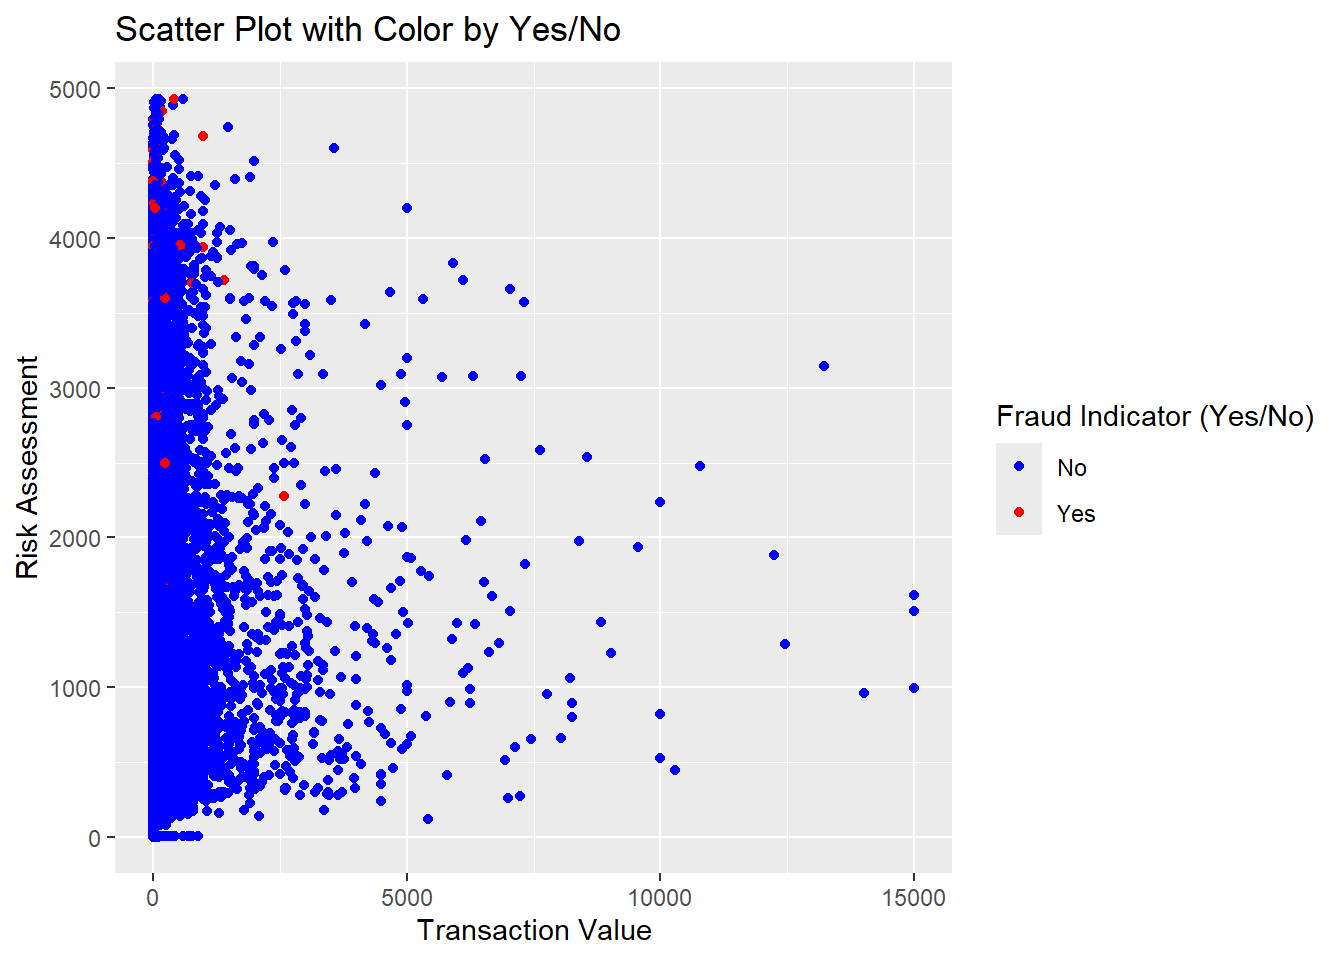 Scatter Plot with Color by Yes/No
5000
4000
3000
2000
1000
0
Risk Assessment
0 5000 10000 15000
Transaction Value
Fraud Indicator (Yes/No)
No
Yes